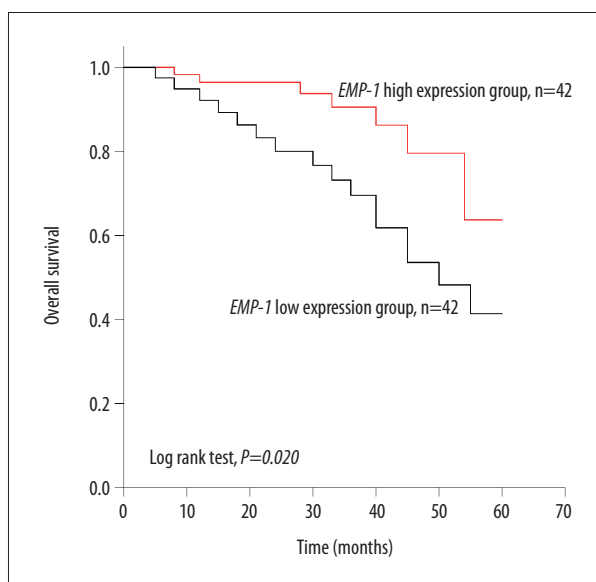 1.0
0.8
0.6
0.4
0.2
0.0
Overall survival
EMP-1 high expression group, n=42
EMP-1 low expression group, n=42
Log rank test, P=0.020
0 10 20 30 40 50 60 70
Time (months)